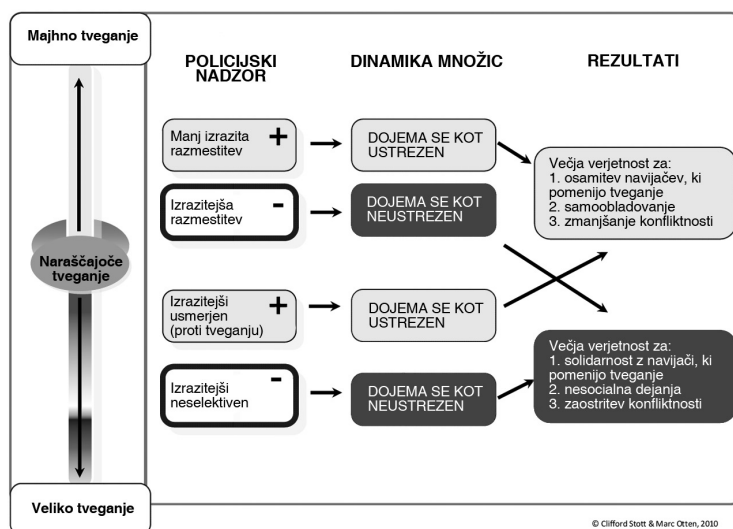 Majhno tveganje
POLICIJSKI
NADZOR
DINAMIKA MNOŽIC
REZULTATI
Manj izrazita
razmestitev
+
DOJEMA SE KOT
USTREZEN
Izrazitejša
razmestitev
-
DOJEMA SE KOT
NEUSTREZEN
Večja verjetnost za:
1. osamitev navijačev, ki
pomenijo tveganje
2. samoobladovanje
3. zmanjšanje konfliktnosti
Naraščajoče
tveganje
Izrazitejši
usmerjen
(proti tveganju)
+
DOJEMA SE KOT
USTREZEN
Izrazitejši
neselektiven
-
DOJEMA SE KOT
NEUSTREZEN
Večja verjetnost za:
1. solidarnost z navijači, ki
pomenijo tveganje
2. nesocialna dejanja
3. zaostritev konfliktnosti
Veliko tveganje
© Clifford Stott & Marc Otten, 2010